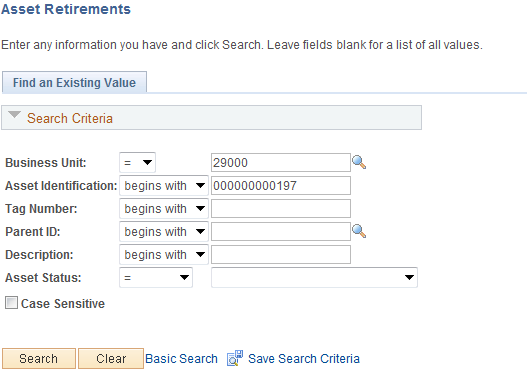 Asset Retirements
Enter any information you have and click Search. Leave fields blank for a list of all values.
Find an Existing Value
Search Criteria
Business Unit: = 29000
Asset Identification: begins with 000000000197
Tag Number: begins with
Parent ID: begins with
Description: begins with
Asset Status: =
Case Sensitive
Search Clear Basic Search Save Search Criteria